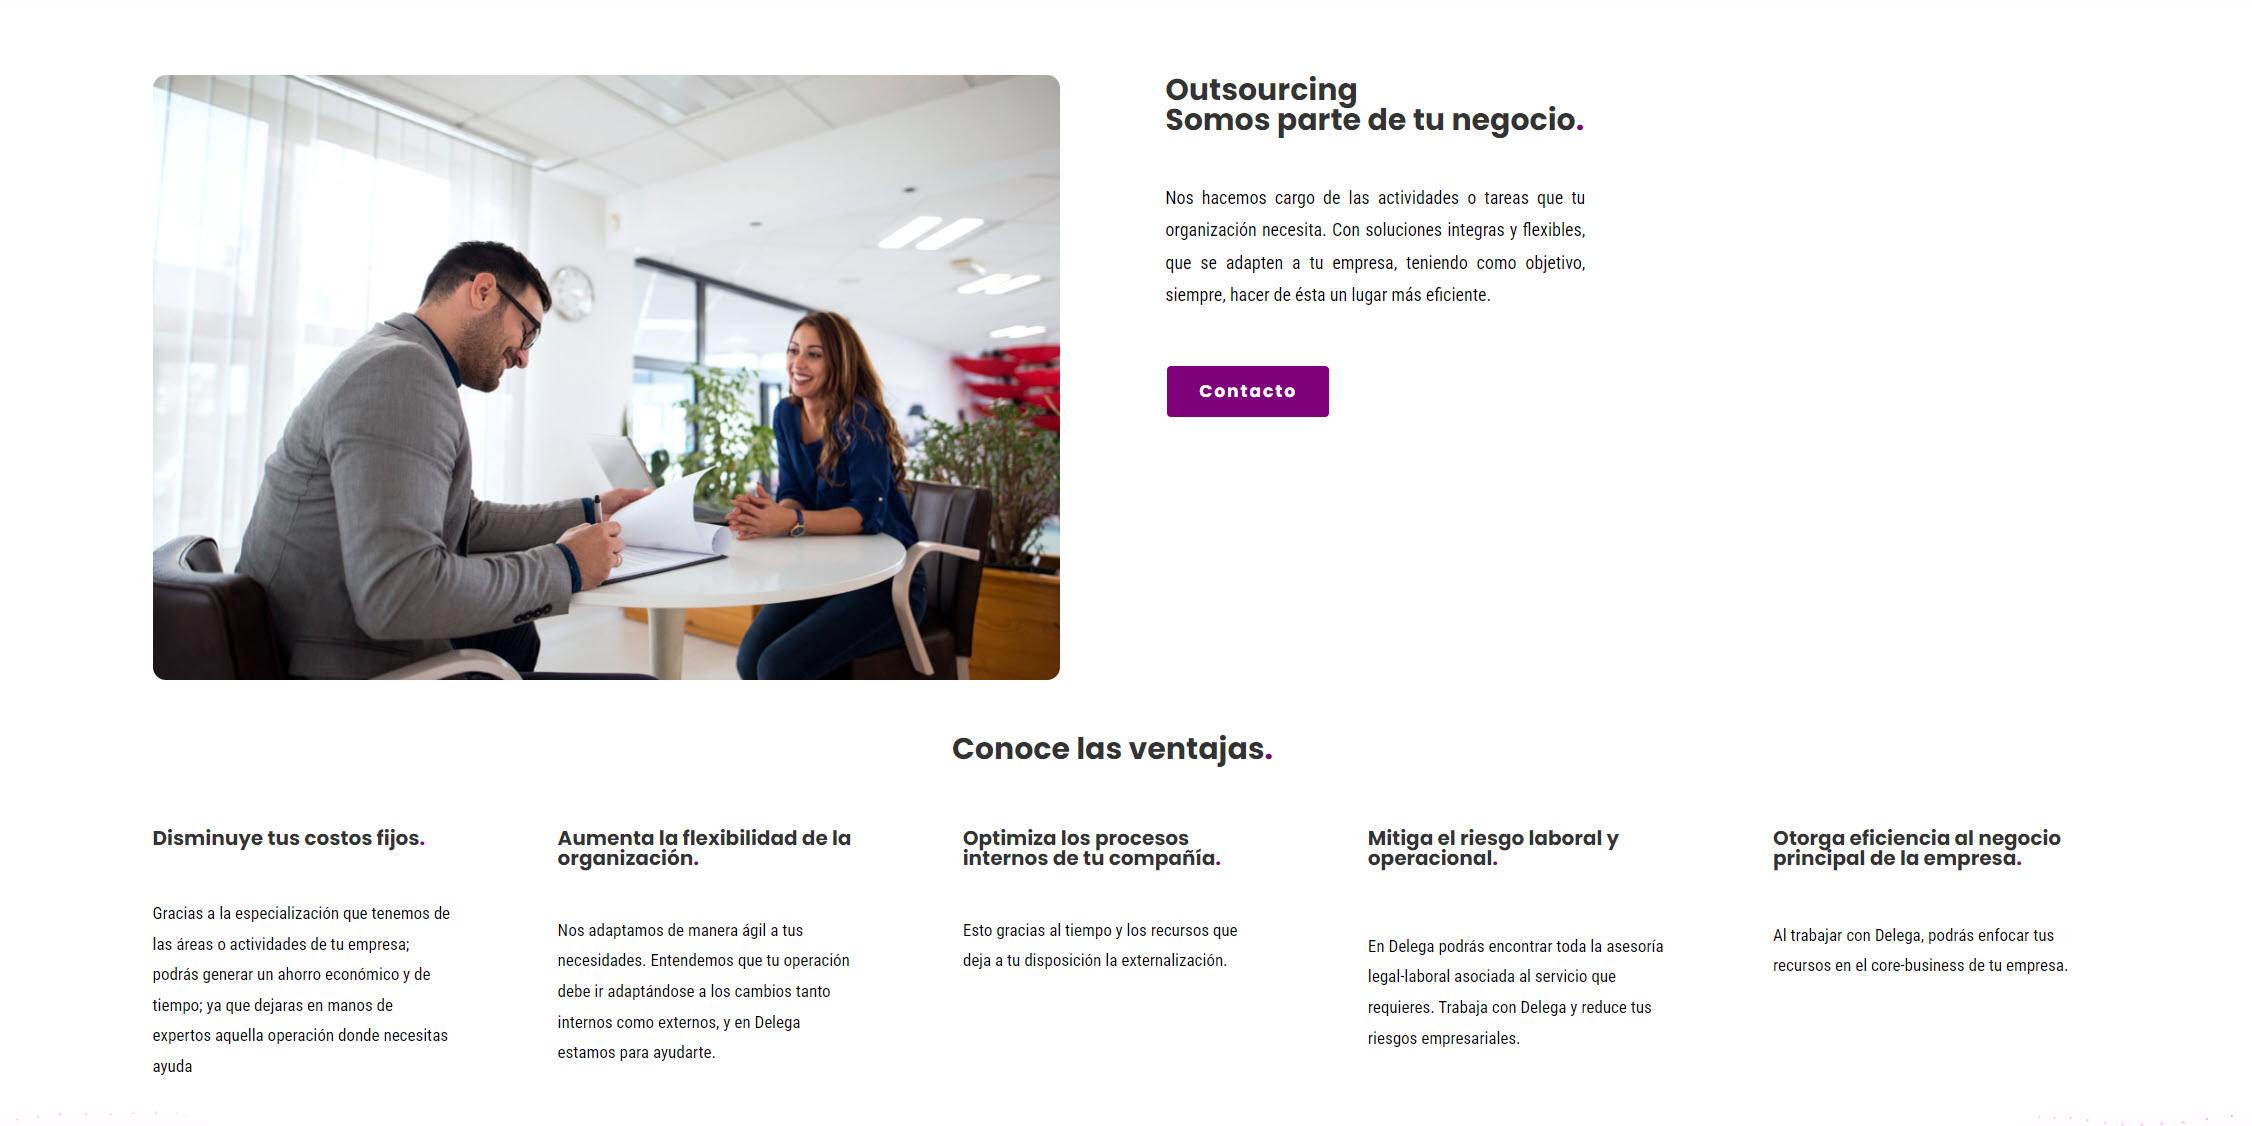 Outsourcing
Somos parte de tu negocio.
Nos hacemos cargo de las actividades o tareas que tu
organización necesita. Con soluciones integras y flexibles,
que se adapten a tu empresa, teniendo como objetivo,
siempre, hacer de ésta un lugar más eficiente.
Contacto
Conoce las ventajas.
Disminuye tus costos fijos.
Gracias a la especialización que tenemos de
las áreas o actividades de tu empresa;
podrás generar un ahorro económico y de
tiempo; ya que dejaras en manos de
expertos aquella operación donde necesitas
ayuda
Aumenta la flexibilidad de la
organización.
Nos adaptamos de manera ágil a tus
necesidades. Entendemos que tu operación
debe ir adaptándose a los cambios tanto
internos como externos, y en Delega
estamos para ayudarte.
Optimiza los procesos
internos de tu compañía.
Esto gracias al tiempo y los recursos que
deja a tu disposición la externalización.
Mitiga el riesgo laboral y
operacional.
En Delega podrás encontrar toda la asesoría
legal-laboral asociada al servicio que
requieres. Trabaja con Delega y reduce tus
riesgos empresariales.
Otorga eficiencia al negocio
principal de la empresa.
Al trabajar con Delega, podrás enfocar tus
recursos en el core-business de tu empresa.